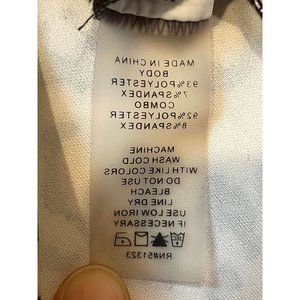 MADE IN CHINA
BODY
93% POLYESTER
7% SPANDEX
COMBO
92% POLYESTER
8% SPANDEX
MACHINE
WASH COLD
WITH LIKE COLORS
DO NOT USE
BLEACH
LINE DRY
USE LOW IRON
IF NECESSARY
RN#51323